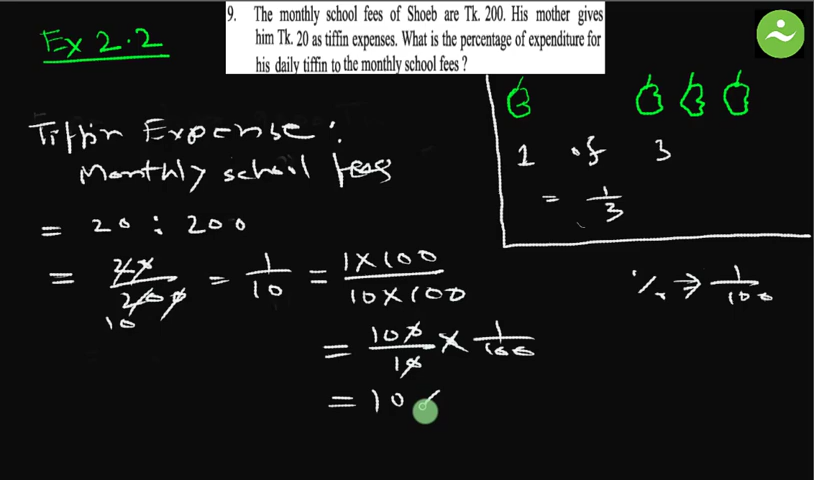 9. The monthly school fees of Shoeb are Tk. 200. His mother gives
him Tk. 20 as tiffin expenses. What is the percentage of expenditure for
his daily tiffin to the monthly school fees ?
Ex 2.2
Tiffin Expense :
Monthly school fees
= 20 : 200
= 20/200 = 1/10 = 1×100/10×100
10
= 100/10 × 1/100
= 10 %
1 of 3
= 1/3
% ⇒ 1/100